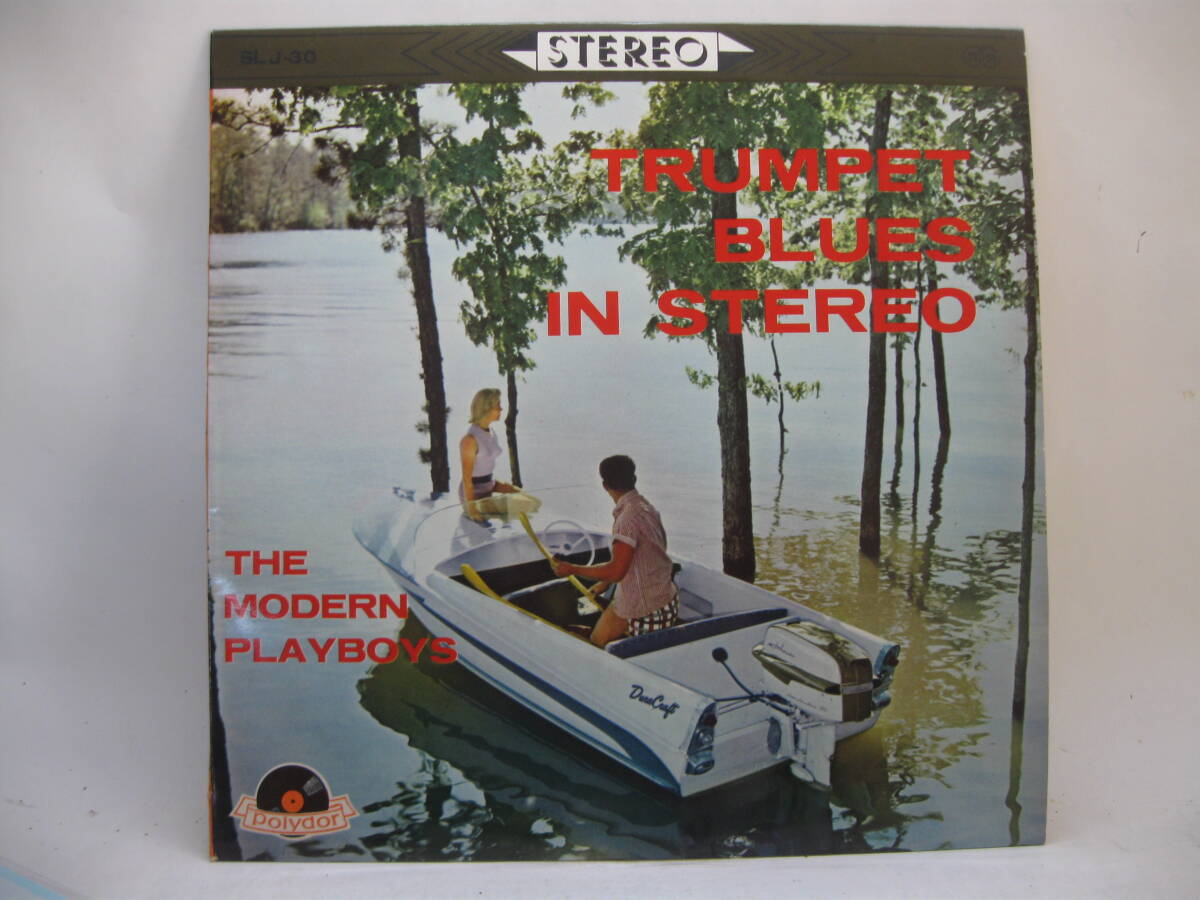 SLJ-30
STEREO
TRUMPET
BLUES
IN STEREO
THE
MODERN
PLAYBOYS
DuraCraft
polydor